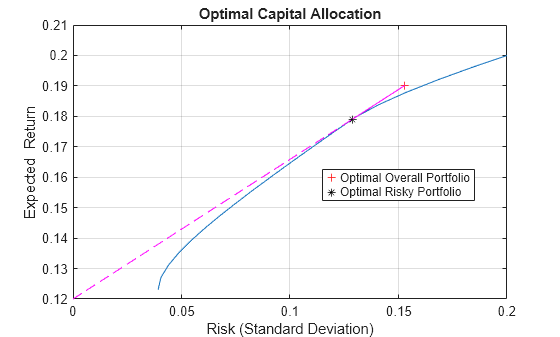 Optimal Capital Allocation
0.21
0.2
0.19
0.18
0.17
0.16
0.15
0.14
0.13
0.12
Expected Return
+ Optimal Overall Portfolio
* Optimal Risky Portfolio
0 0.05 0.1 0.15 0.2
Risk (Standard Deviation)